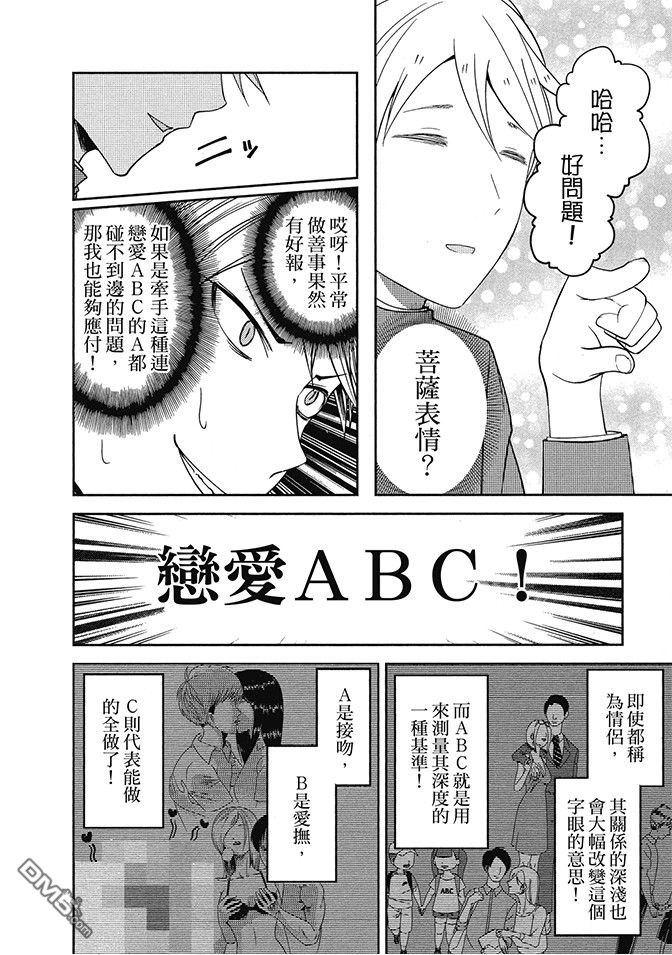 哈哈…
好問題！
菩薩表情？
ニッ
哎呀！平常
做善事果然
有好報，
如果是牽手這種連
戀愛ＡＢＣ的Ａ都
碰不到邊的問題，
那我也能夠應付！
戀愛ＡＢＣ！
即使都稱
為情侶，
其關係的深淺也
會大幅改變這個
字眼的意思！
而ＡＢＣ就是用
來測量其深度的
一種基準！
ABC
Ａ是接吻，
Ｂ是愛撫，
Ｃ則代表能做
的全做了！